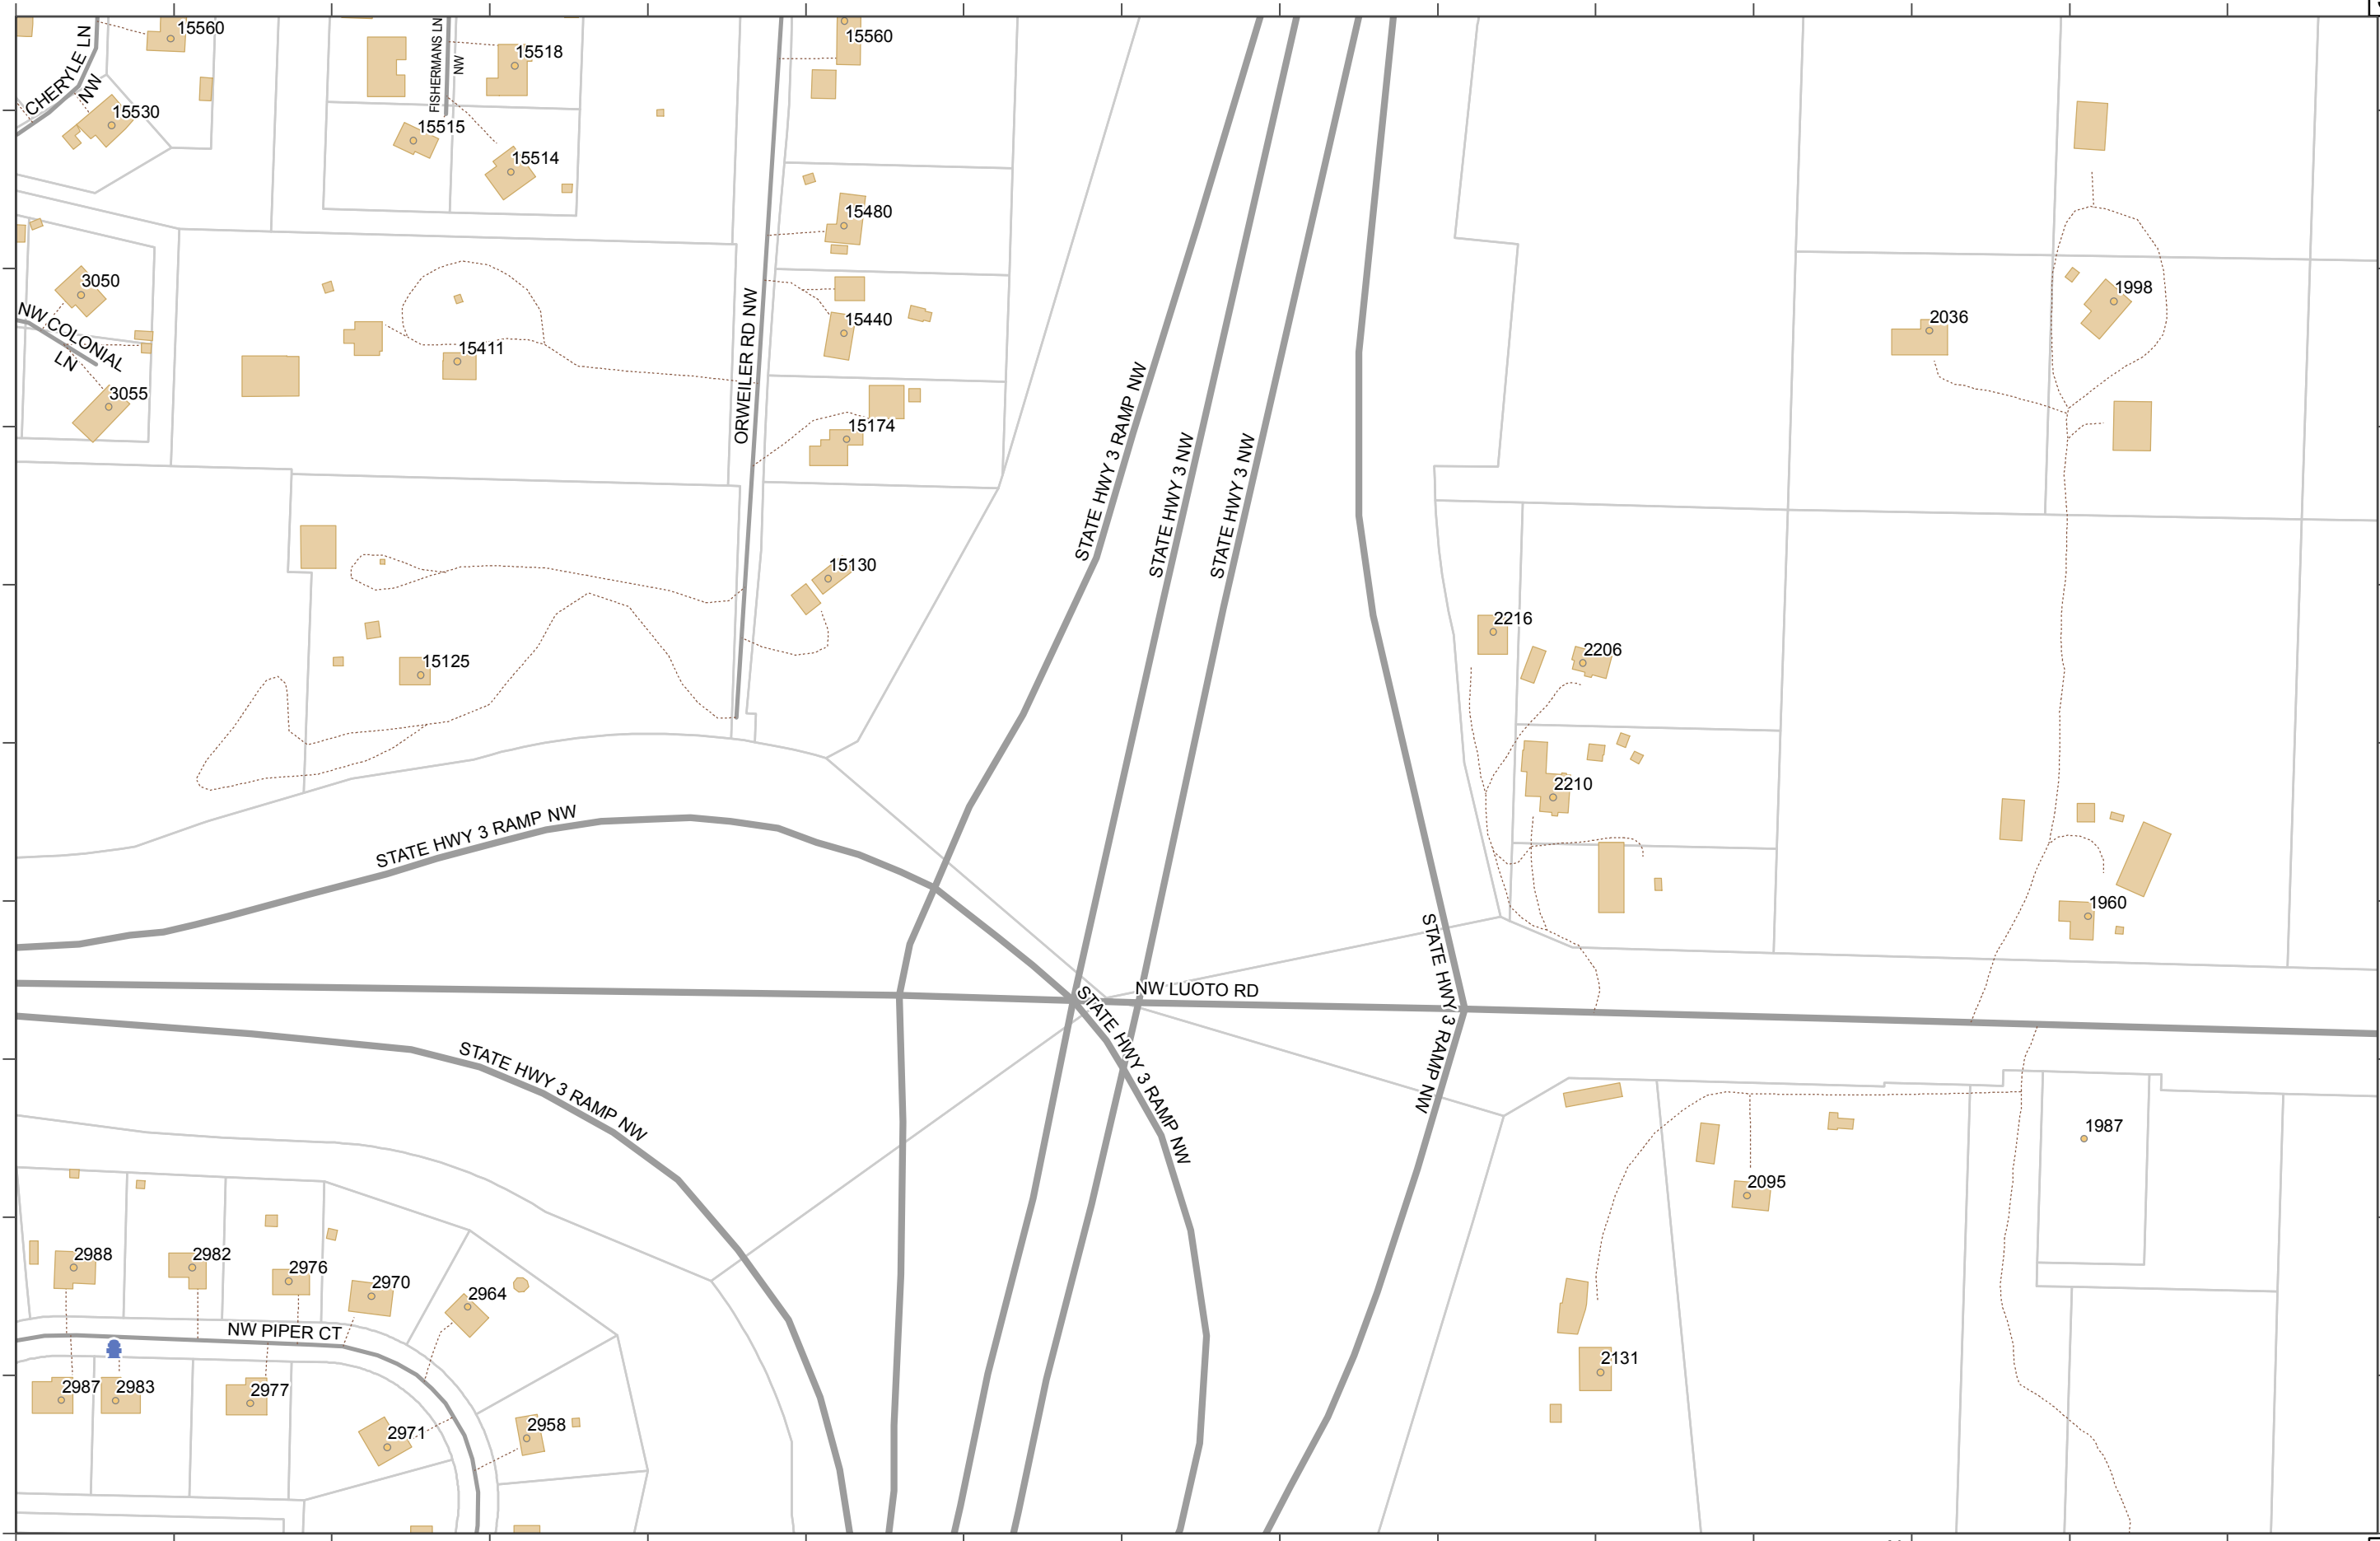 15560
CHERYLE LN
NW
15530
FISHERMANS LN
NW
15518
15515
15514
15560
15480
3050
NW COLONIAL
LN
3055
15411
ORWEILER RD NW
15440
15174
STATE HWY 3 RAMP NW
STATE HWY 3 NW
STATE HWY 3 NW
2036
1998
15130
15125
2216
2206
2210
STATE HWY 3 RAMP NW
1960
STATE HWY 3 RAMP NW
NW LUOTO RD
STATE HWY 3 RAMP NW
STATE HWY 3 RAMP NW
1987
2095
2988
2982
2976
2970
2964
NW PIPER CT
2987
2983
2977
2971
2958
2131